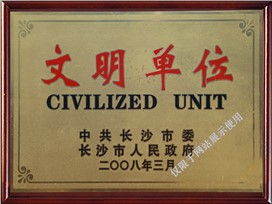 文明单位
CIVILIZED UNIT
中共长沙市委
长沙市人民政府
二〇〇八年三月
仅限于网站展示使用